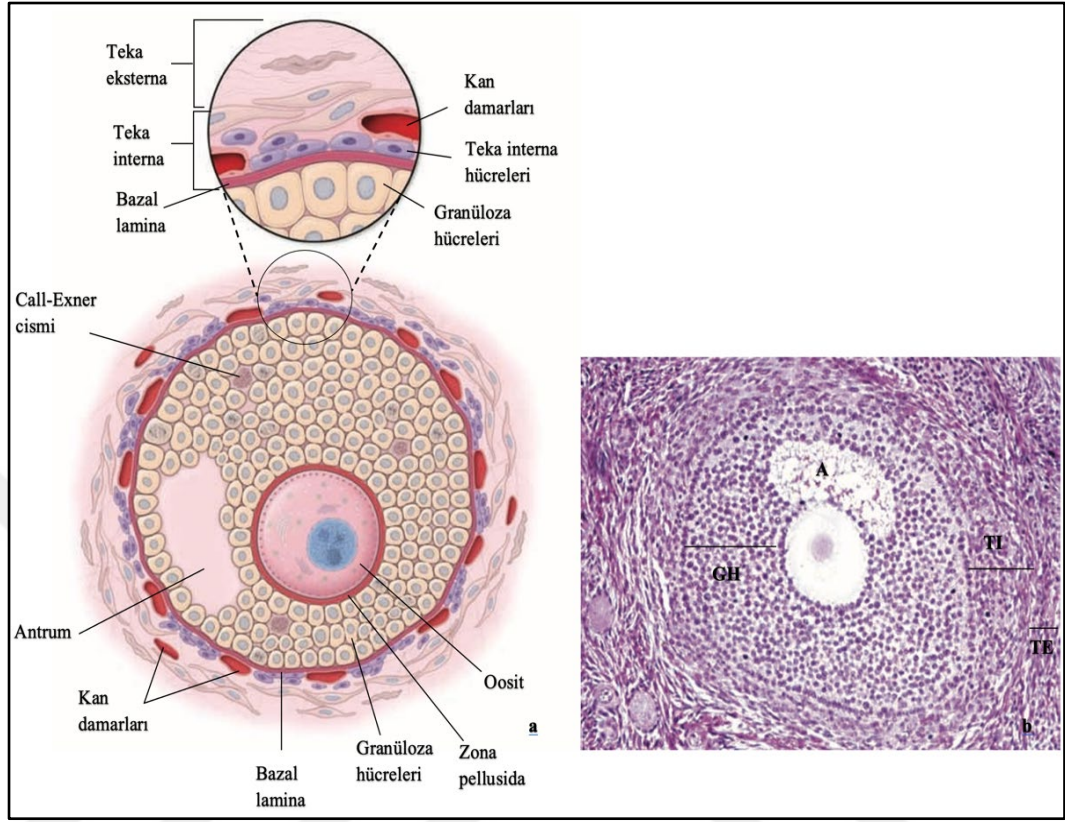 Teka
eksterna
Teka
interna
Bazal
lamina
Kan
damarları
Teka interna
hücreleri
Granüloza
hücreleri
Call-Exner
cismi
Antrum
Kan
damarları
Bazal
lamina
Granüloza
hücreleri
Zona
pellusida
Oosit
a
A
GH
TI
TE
b